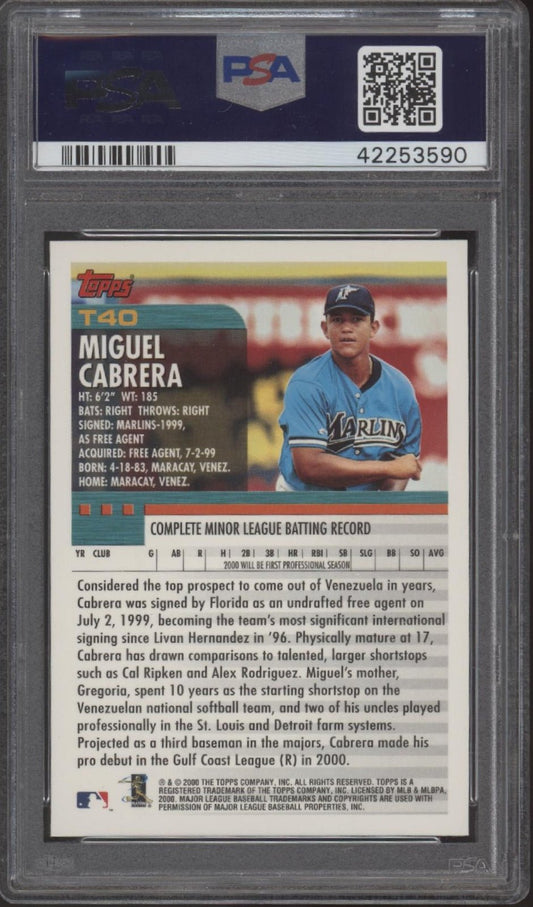 PSA
PSA
42253590
Topps
T40
MIGUEL
CABRERA
HT: 6'2" WT: 185
BATS: RIGHT THROWS: RIGHT
SIGNED: MARLINS-1999,
AS FREE AGENT
ACQUIRED: FREE AGENT, 7-2-99
BORN: 4-18-83, MARACAY, VENEZ.
HOME: MARACAY, VENEZ.
MARLINS
COMPLETE MINOR LEAGUE BATTING RECORD
YR CLUB G AB R H 2B 3B HR RBI SB SLG BB SO AVG
2000 WILL BE FIRST PROFESSIONAL SEASON
Considered the top prospect to come out of Venezuela in years,
Cabrera was signed by Florida as an undrafted free agent on
July 2, 1999, becoming the team's most significant international
signing since Livan Hernandez in '96. Physically mature at 17,
Cabrera has drawn comparisons to talented, larger shortstops
such as Cal Ripken and Alex Rodriguez. Miguel's mother,
Gregoria, spent 10 years as the starting shortstop on the
Venezuelan national softball team, and two of his uncles played
professionally in the St. Louis and Detroit farm systems.
Projected as a third baseman in the majors, Cabrera made his
pro debut in the Gulf Coast League (R) in 2000.
® & © 2000 THE TOPPS COMPANY, INC. ALL RIGHTS RESERVED. TOPPS IS A
REGISTERED TRADEMARK OF THE TOPPS COMPANY, INC. LICENSED BY MLB & MLBPA,
2000. MAJOR LEAGUE BASEBALL TRADEMARKS AND COPYRIGHTS ARE USED WITH
PERMISSION OF MAJOR LEAGUE BASEBALL PROPERTIES, INC.
PSA